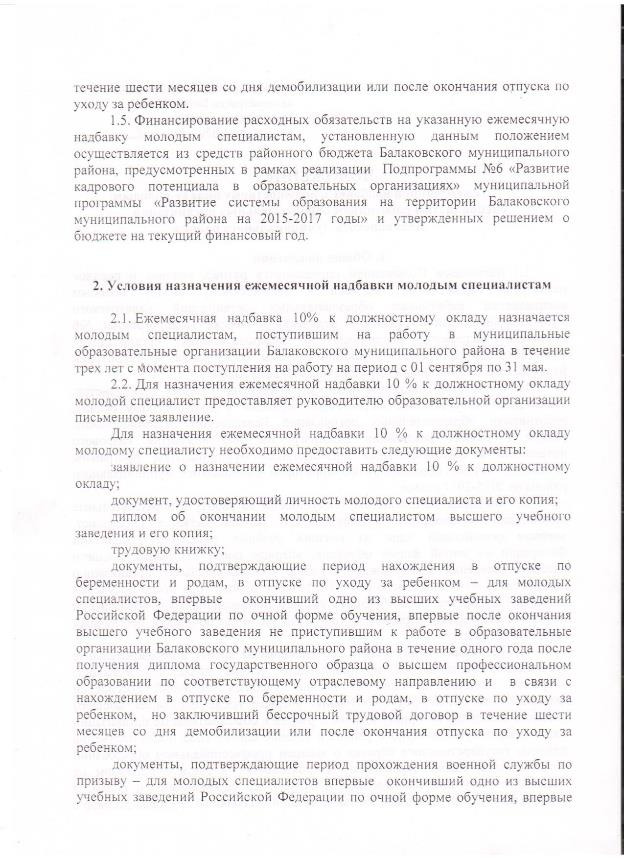 течение шести месяцев со дня демобилизации или после окончания отпуска по
уходу за ребенком.
1.5. Финансирование расходных обязательств на указанную ежемесячную
надбавку молодым специалистам, установленную данным положением
осуществляется из средств районного бюджета Балаковского муниципального
района, предусмотренных в рамках реализации Подпрограммы №6 «Развитие
кадрового потенциала в образовательных организациях» муниципальной
программы «Развитие системы образования на территории Балаковского
муниципального района на 2015-2017 годы» и утвержденных решением о
бюджете на текущий финансовый год.
2. Условия назначения ежемесячной надбавки молодым специалистам
2.1. Ежемесячная надбавка 10% к должностному окладу назначается
молодым специалистам, поступившим на работу в муниципальные
образовательные организации Балаковского муниципального района в течение
трех лет с момента поступления на работу на период с 01 сентября по 31 мая.
2.2. Для назначения ежемесячной надбавки 10 % к должностному окладу
молодой специалист предоставляет руководителю образовательной организации
письменное заявление.
Для назначения ежемесячной надбавки 10 % к должностному окладу
молодому специалисту необходимо предоставить следующие документы:
заявление о назначении ежемесячной надбавки 10 % к должностному
окладу;
документ, удостоверяющий личность молодого специалиста и его копия;
диплом об окончании молодым специалистом высшего учебного
заведения и его копия;
трудовую книжку;
документы, подтверждающие период нахождения в отпуске по
беременности и родам, в отпуске по уходу за ребенком – для молодых
специалистов, впервые окончивший одно из высших учебных заведений
Российской Федерации по очной форме обучения, впервые после окончания
высшего учебного заведения не приступившим к работе в образовательные
организации Балаковского муниципального района в течение одного года после
получения диплома государственного образца о высшем профессиональном
образовании по соответствующему отраслевому направлению и в связи с
нахождением в отпуске по беременности и родам, в отпуске по уходу за
ребенком, но заключивший бессрочный трудовой договор в течение шести
месяцев со дня демобилизации или после окончания отпуска по уходу за
ребенком;
документы, подтверждающие период прохождения военной службы по
призыву – для молодых специалистов впервые окончивший одно из высших
учебных заведений Российской Федерации по очной форме обучения, впервые